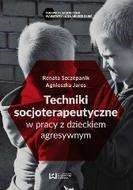 Renata Szczepanik
Agnieszka Jaros
Techniki
socjoterapeutyczne
w pracy z dzieckiem
agresywnym